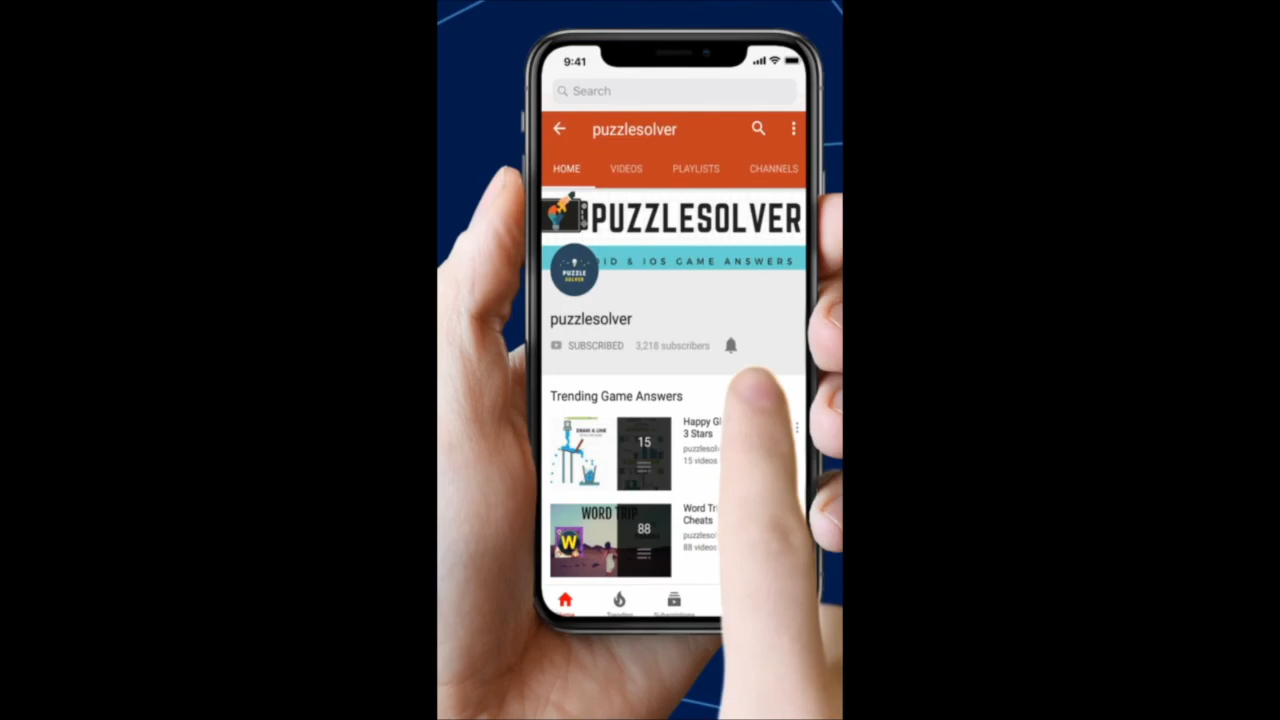 9:41
Search
puzzlesolver
HOME VIDEOS PLAYLISTS CHANNELS
PUZZLESOLVER
& IOS GAME ANSWERS
PUZZLE
SOLVER
puzzlesolver
SUBSCRIBED 3,218 subscribers
Trending Game Answers
DRAW A LINE
15
Happy
3 Stars
15 videos
WORD TRIP
W
88
Word
Cheats
88 videos